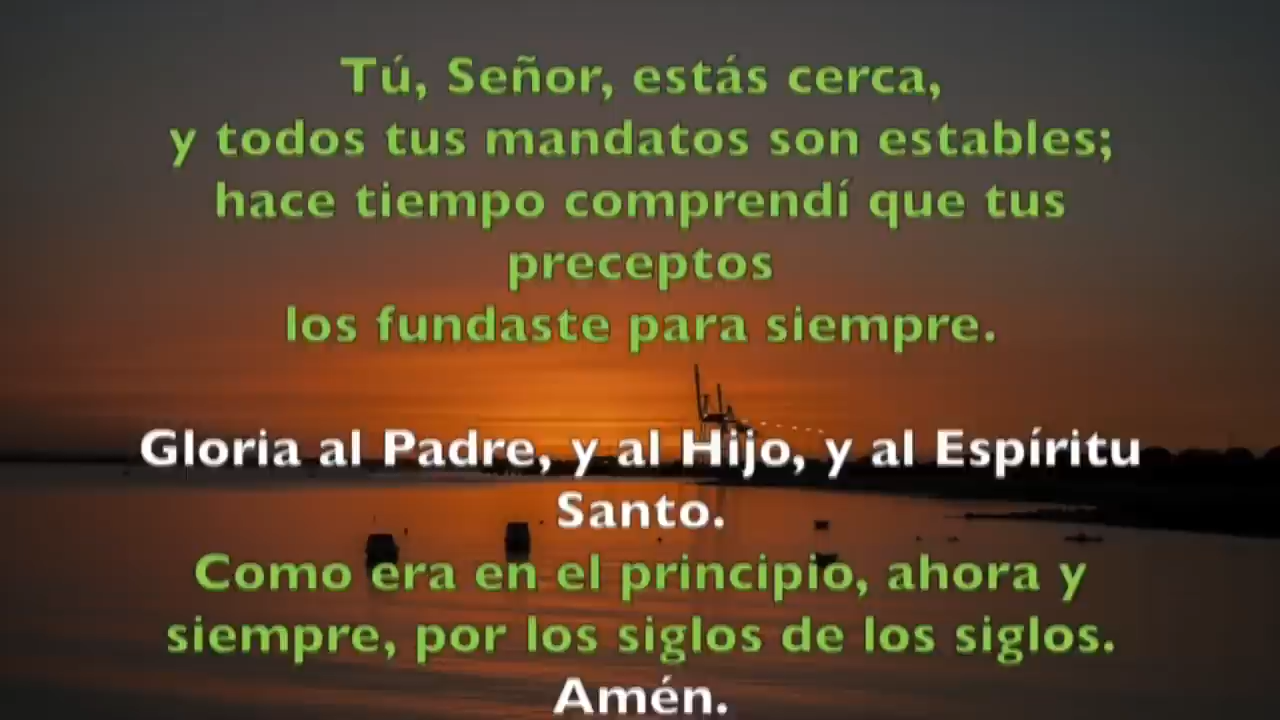 Tú, Señor, estás cerca,
y todos tus mandatos son estables;
hace tiempo comprendí que tus
preceptos
los fundaste para siempre.
Gloria al Padre, y al Hijo, y al Espíritu
Santo.
Como era en el principio, ahora y
siempre, por los siglos de los siglos.
Amén.